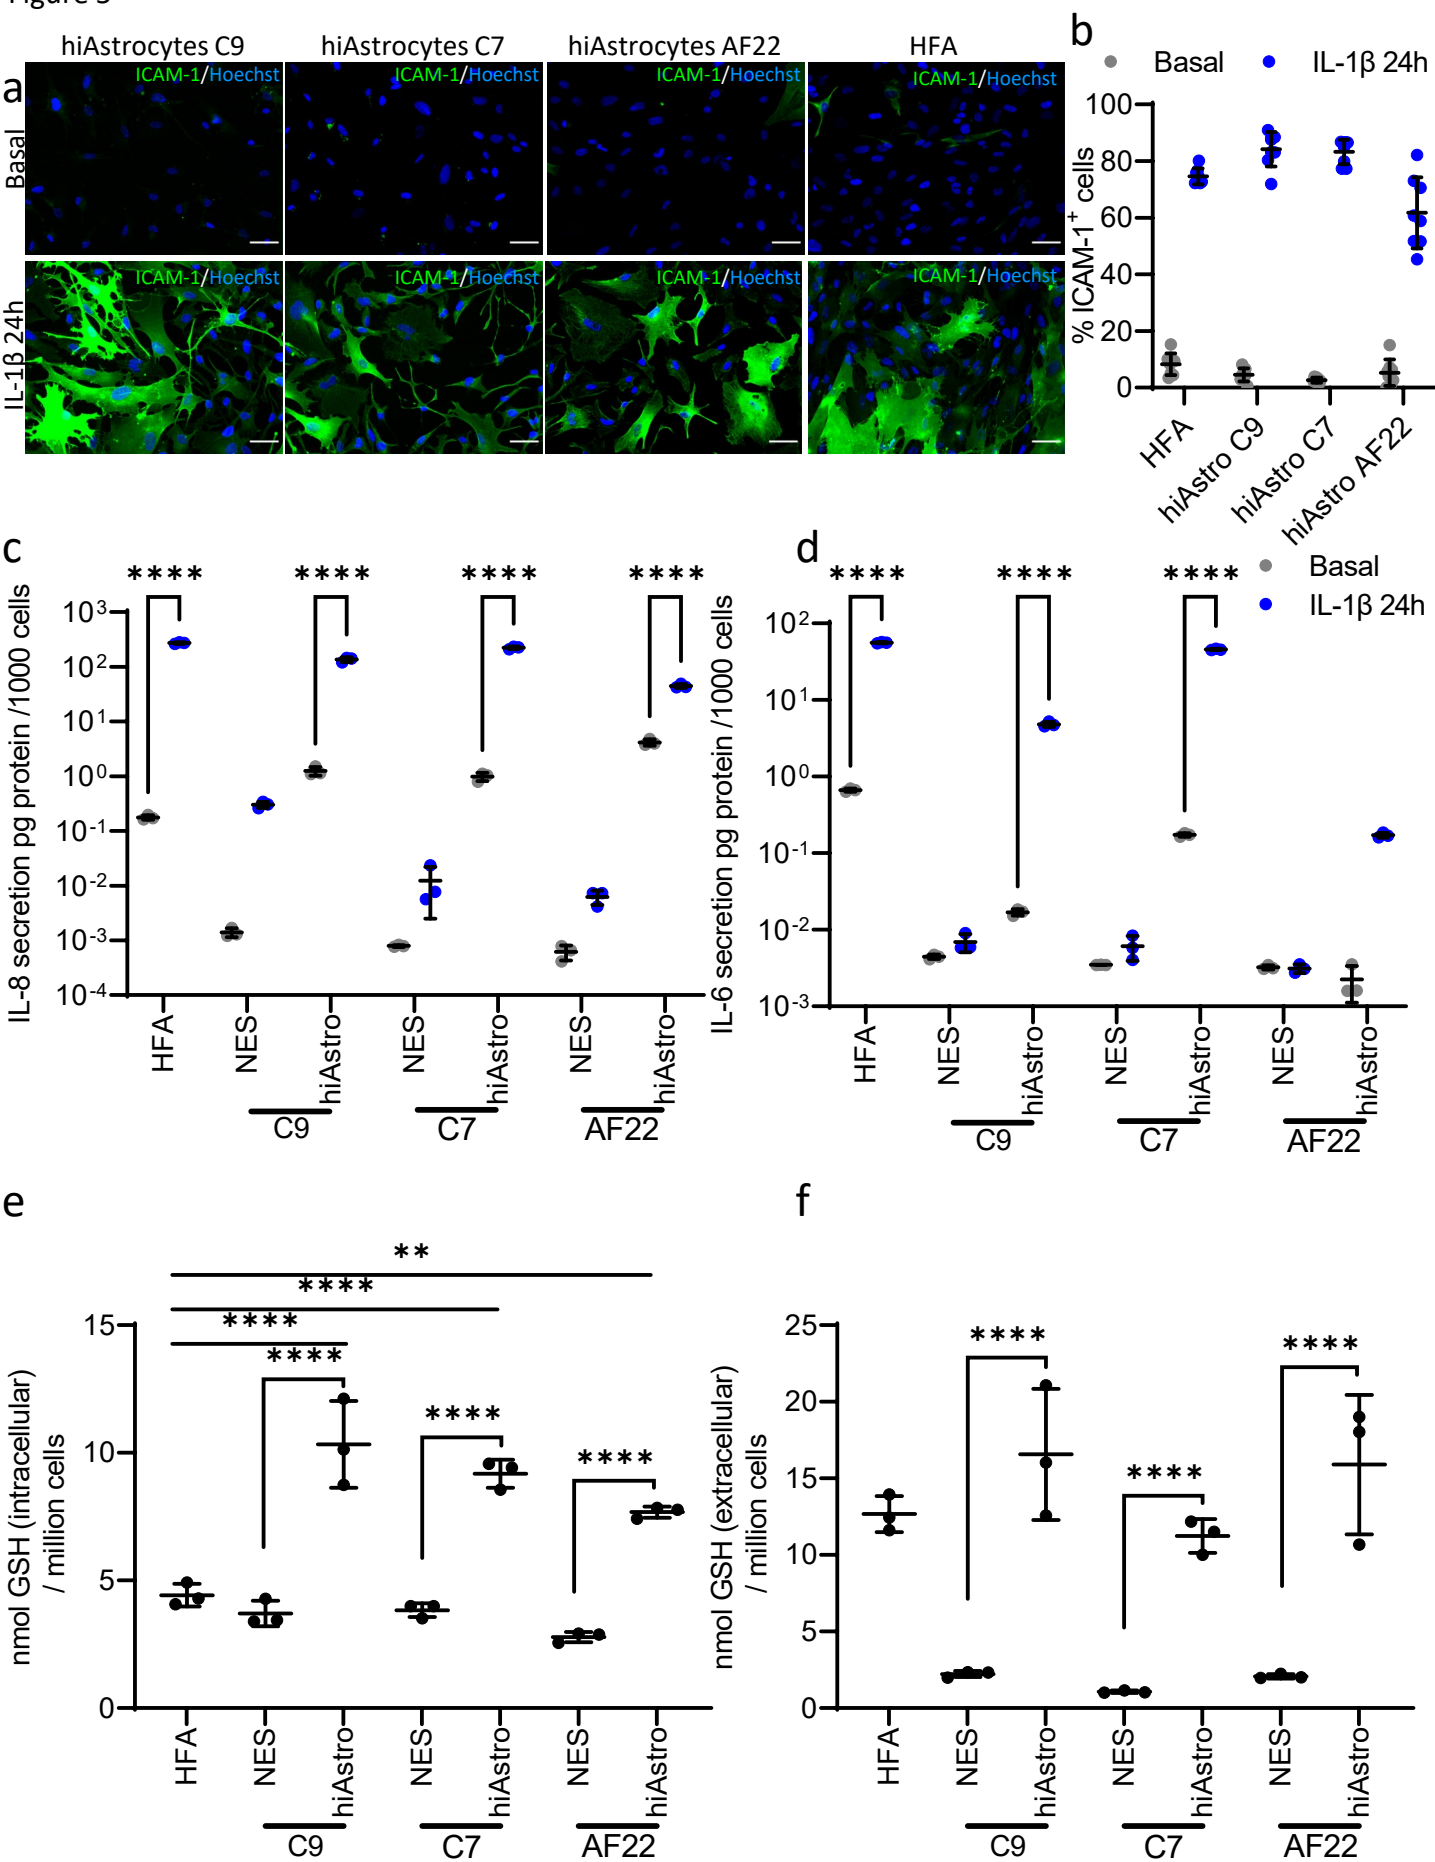 hiAstrocytes C9 hiAstrocytes C7 hiAstrocytes AF22 HFA
a
Basal
ICAM-1/Hoechst ICAM-1/Hoechst ICAM-1/Hoechst ICAM-1/Hoechst
IL-1β 24h
ICAM-1/Hoechst ICAM-1/Hoechst ICAM-1/Hoechst ICAM-1/Hoechst
b
Basal IL-1β 24h
% ICAM-1+ cells
100
80
60
40
20
0
HFA hiAstro C9 hiAstro C7 hiAstro AF22
c
IL-8 secretion pg protein /1000 cells
**** **** **** ****
10³
10²
10¹
10⁰
10⁻¹
10⁻²
10⁻³
10⁻⁴
HFA NES hiAstro NES hiAstro NES hiAstro
C9 C7 AF22
d
Basal
IL-1β 24h
IL-6 secretion pg protein /1000 cells
**** **** ****
10²
10¹
10⁰
10⁻¹
10⁻²
10⁻³
HFA NES hiAstro NES hiAstro NES hiAstro
C9 C7 AF22
e
nmol GSH (intracellular)
/ million cells
**
****
****
****
****
****
15
10
5
0
HFA NES hiAstro NES hiAstro NES hiAstro
C9 C7 AF22
f
nmol GSH (extracellular)
/ million cells
****
****
****
25
20
15
10
5
0
HFA NES hiAstro NES hiAstro NES hiAstro
C9 C7 AF22